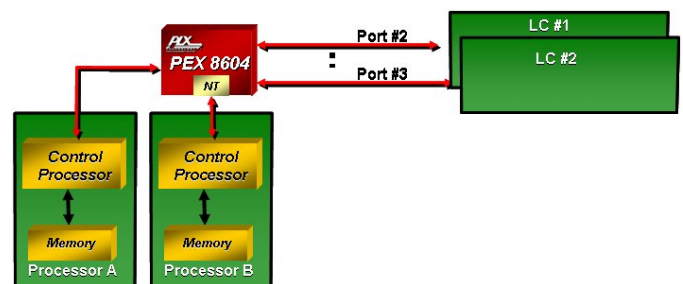 PLX
PEX 8604
NT
Port #2
:
Port #3
LC #1
LC #2
Control
Processor
Memory
Processor A
Control
Processor
Memory
Processor B